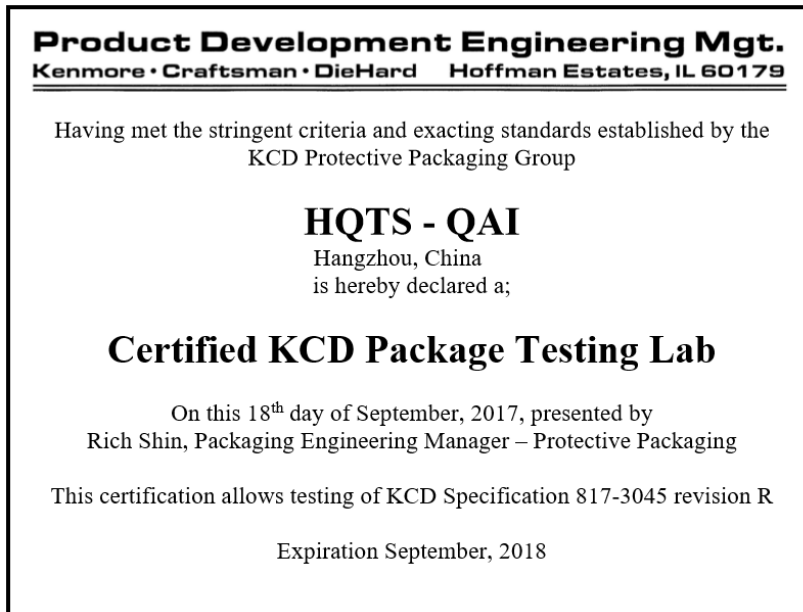 Product Development Engineering Mgt.
Kenmore • Craftsman • DieHard Hoffman Estates, IL 60179
Having met the stringent criteria and exacting standards established by the
KCD Protective Packaging Group
HQTS - QAI
Hangzhou, China
is hereby declared a;
Certified KCD Package Testing Lab
On this 18th day of September, 2017, presented by
Rich Shin, Packaging Engineering Manager – Protective Packaging
This certification allows testing of KCD Specification 817-3045 revision R
Expiration September, 2018